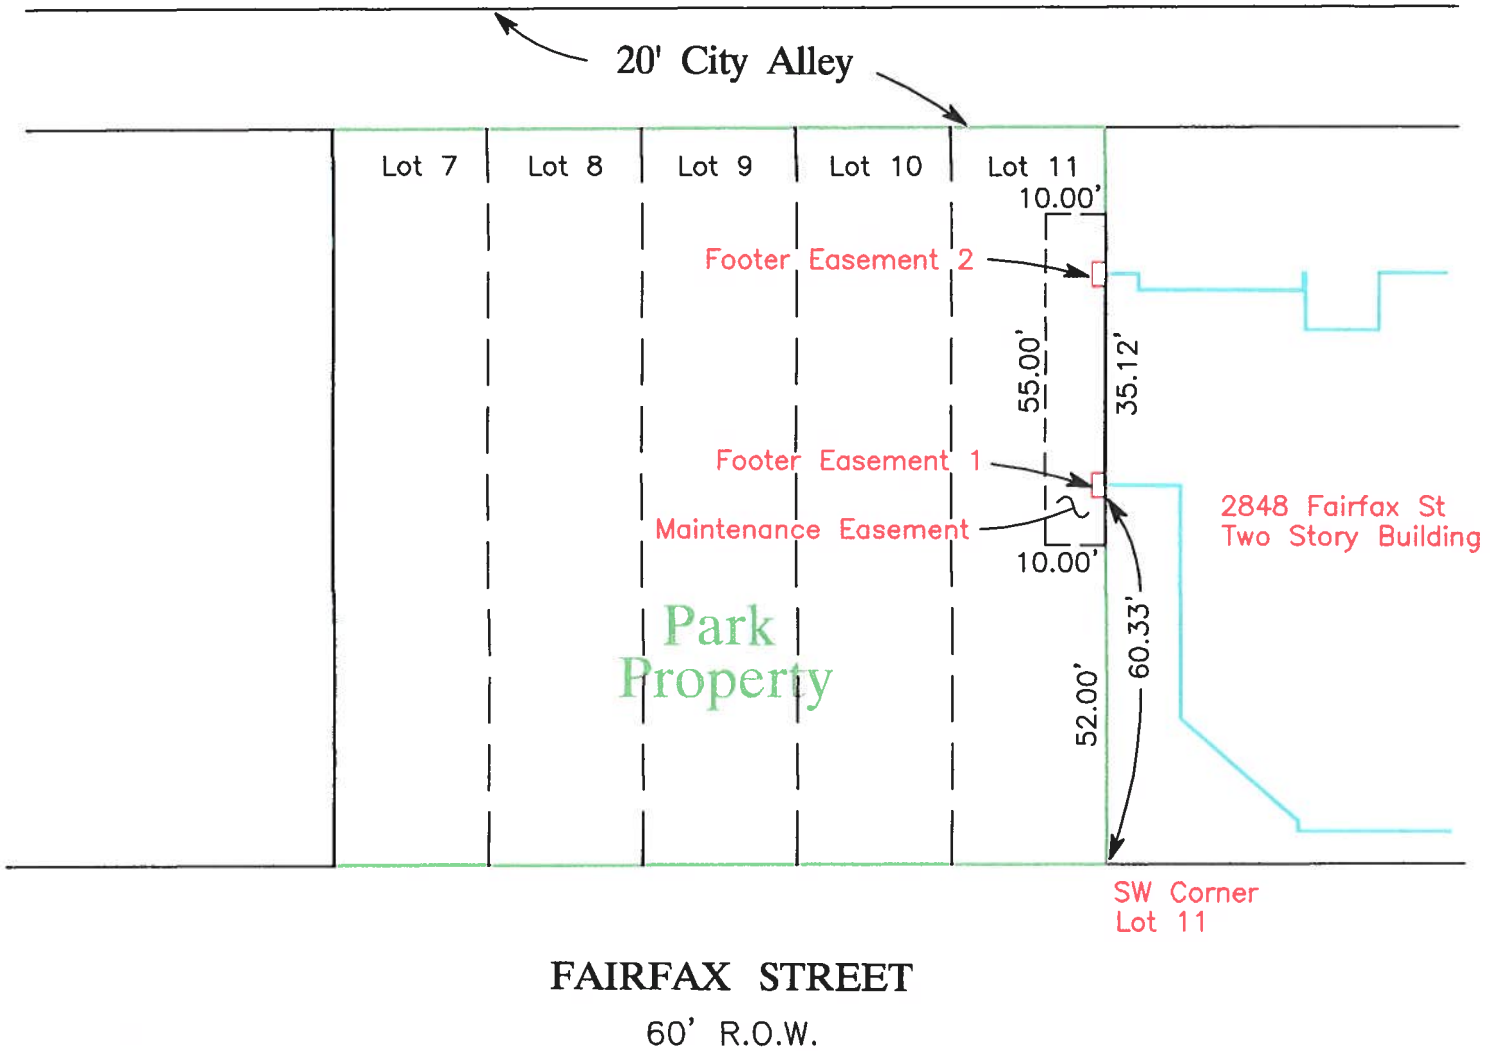 20' City Alley
Lot 7
Lot 8
Lot 9
Lot 10
Lot 11
10.00'
Footer Easement 2
55.00'
35.12'
Footer Easement 1
2848 Fairfax St
Two Story Building
Maintenance Easement
10.00'
Park
Property
60.33'
52.00'
SW Corner
Lot 11
FAIRFAX STREET
60' R.O.W.